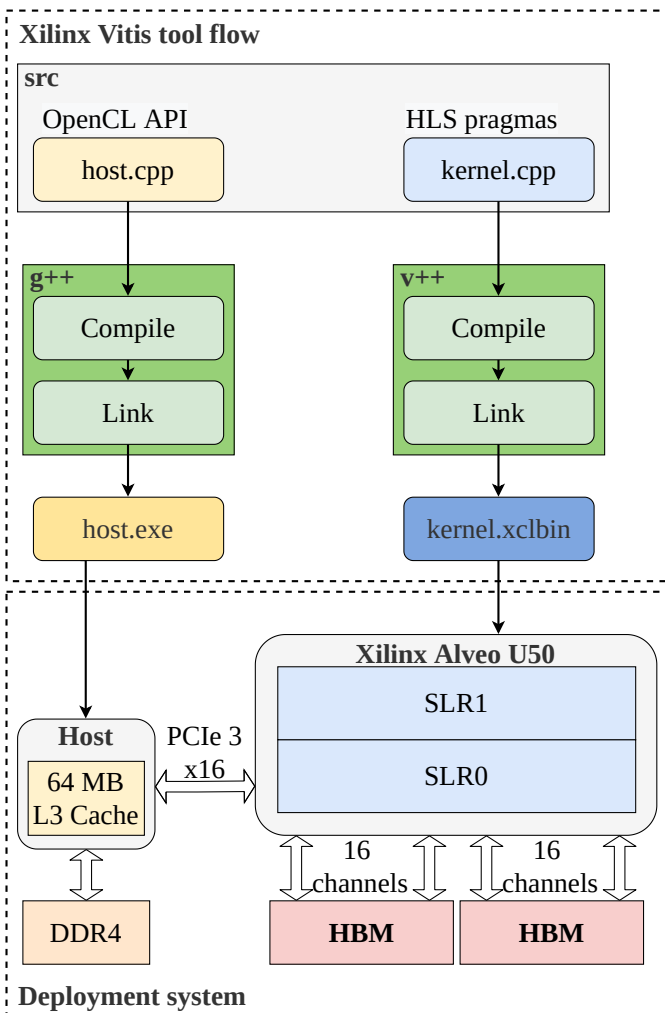 Xilinx Vitis tool flow
src
OpenCL API
HLS pragmas
host.cpp
kernel.cpp
g++
v++
Compile
Compile
Link
Link
host.exe
kernel.xclbin
Xilinx Alveo U50
SLR1
Host
PCIe 3
x16
64 MB
L3 Cache
SLR0
16
channels
16
channels
DDR4
HBM
HBM
Deployment system